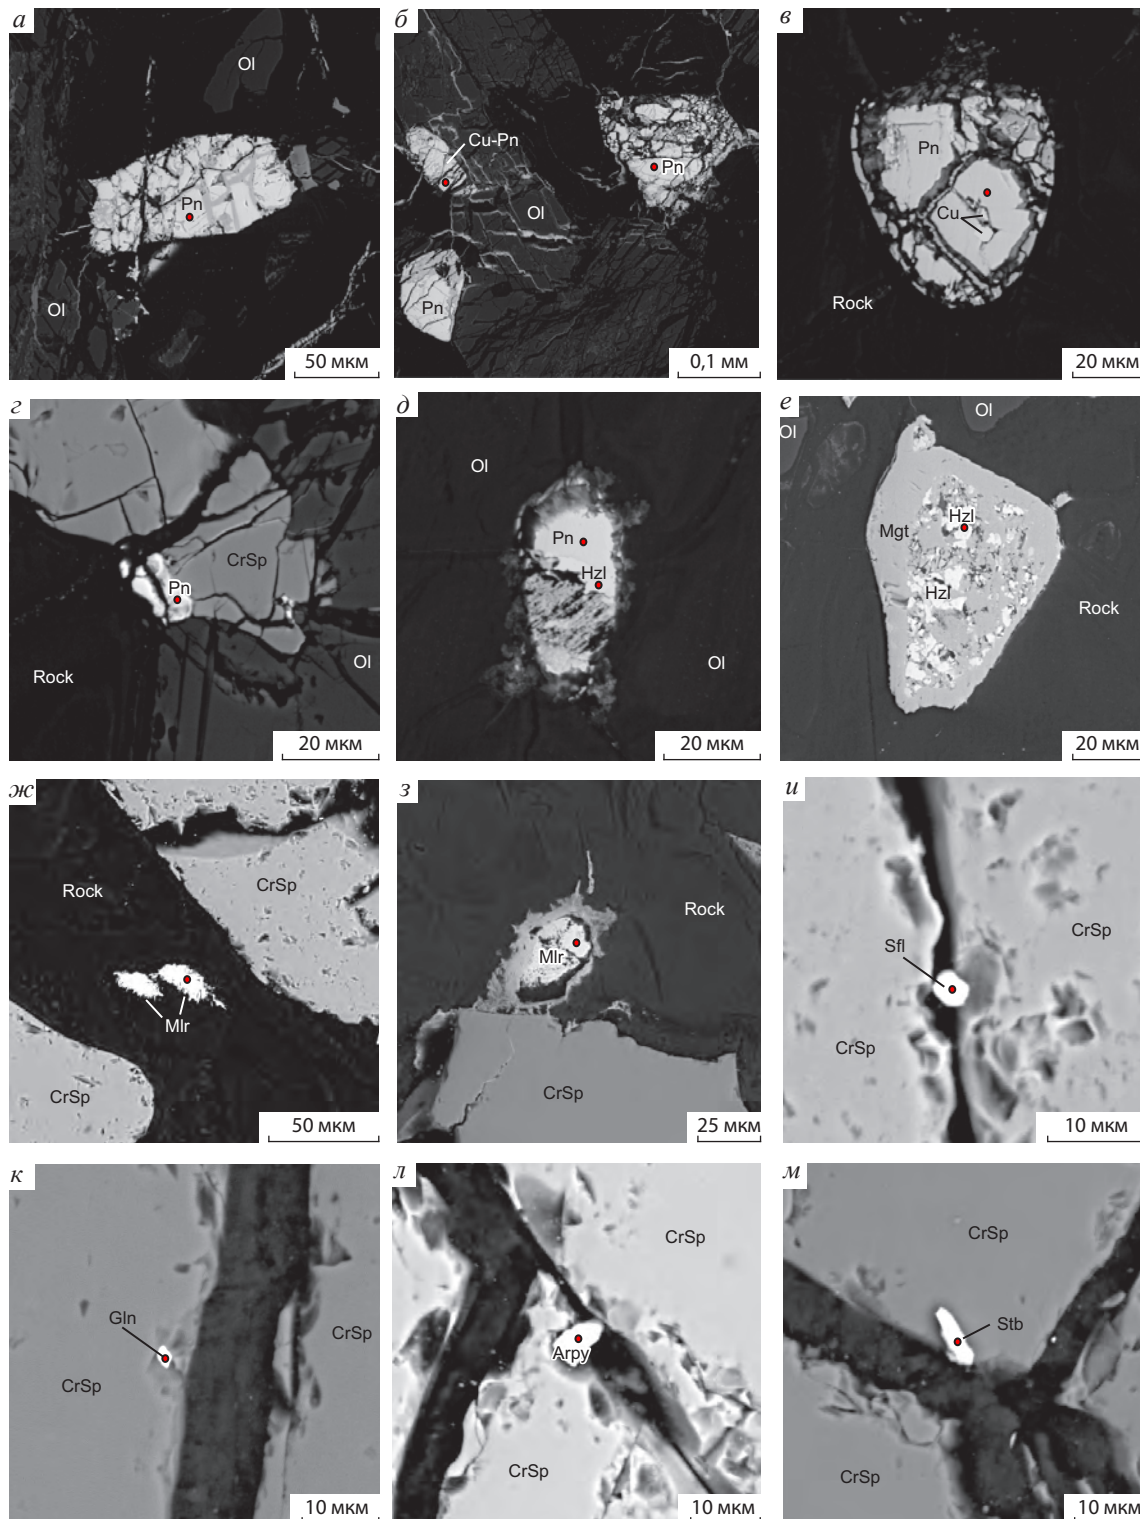 а
Ol
Pn
Ol
50 мкм
б
Cu-Pn
Pn
Ol
Pn
0,1 мм
в
Pn
Cu
Rock
20 мкм
г
CrSp
Pn
Rock
Ol
20 мкм
д
Ol
Pn
Hzl
Ol
20 мкм
е
Ol
Ol
Hzl
Mgt
Hzl
Rock
20 мкм
ж
CrSp
Rock
Mlr
CrSp
50 мкм
з
Rock
Mlr
CrSp
25 мкм
и
Sfl
CrSp
CrSp
10 мкм
к
Gln
CrSp
CrSp
10 мкм
л
CrSp
Arpy
CrSp
10 мкм
м
CrSp
Stb
CrSp
10 мкм